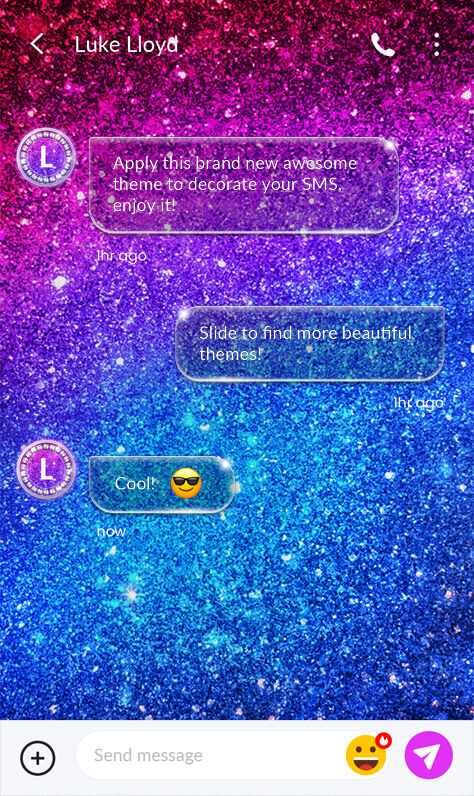 Luke Lloyd
L
Apply this brand new awesome
theme to decorate your SMS,
enjoy it!
1hr ago
Slide to find more beautiful
themes!
1hr ago
L
Cool! 😎
now
Send message